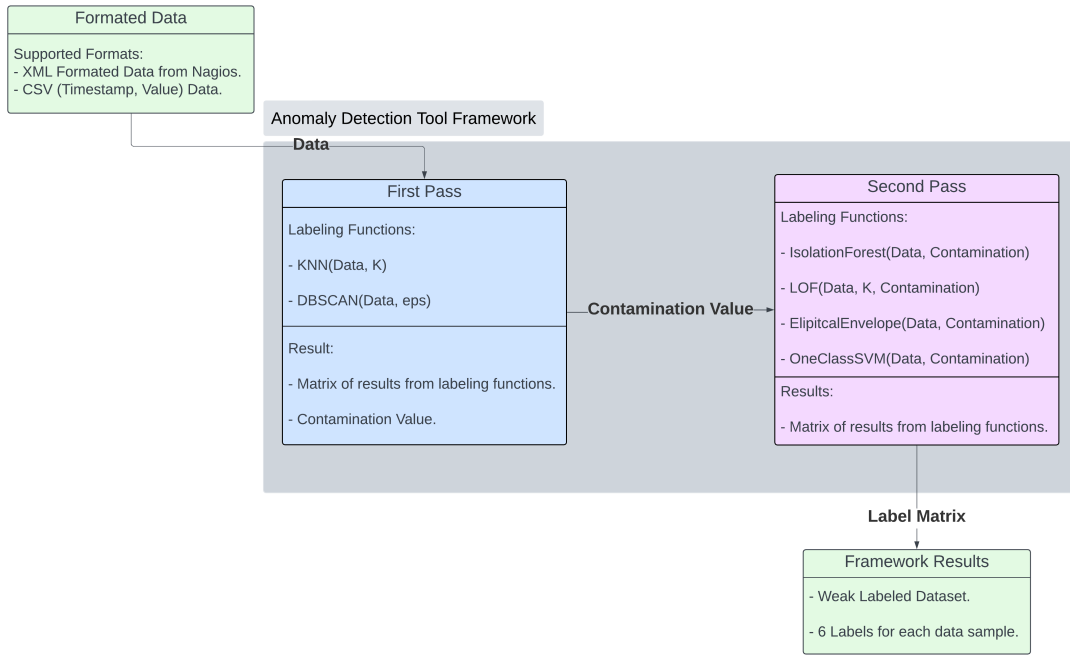 Formated Data
Supported Formats:
- XML Formated Data from Nagios.
- CSV (Timestamp, Value) Data.
Anomaly Detection Tool Framework
Data
First Pass
Labeling Functions:
- KNN(Data, K)
- DBSCAN(Data, eps)
Result:
- Matrix of results from labeling functions.
- Contamination Value.
Contamination Value
Second Pass
Labeling Functions:
- IsolationForest(Data, Contamination)
- LOF(Data, K, Contamination)
- ElipitcalEnvelope(Data, Contamination)
- OneClassSVM(Data, Contamination)
Results:
- Matrix of results from labeling functions.
Label Matrix
Framework Results
- Weak Labeled Dataset.
- 6 Labels for each data sample.